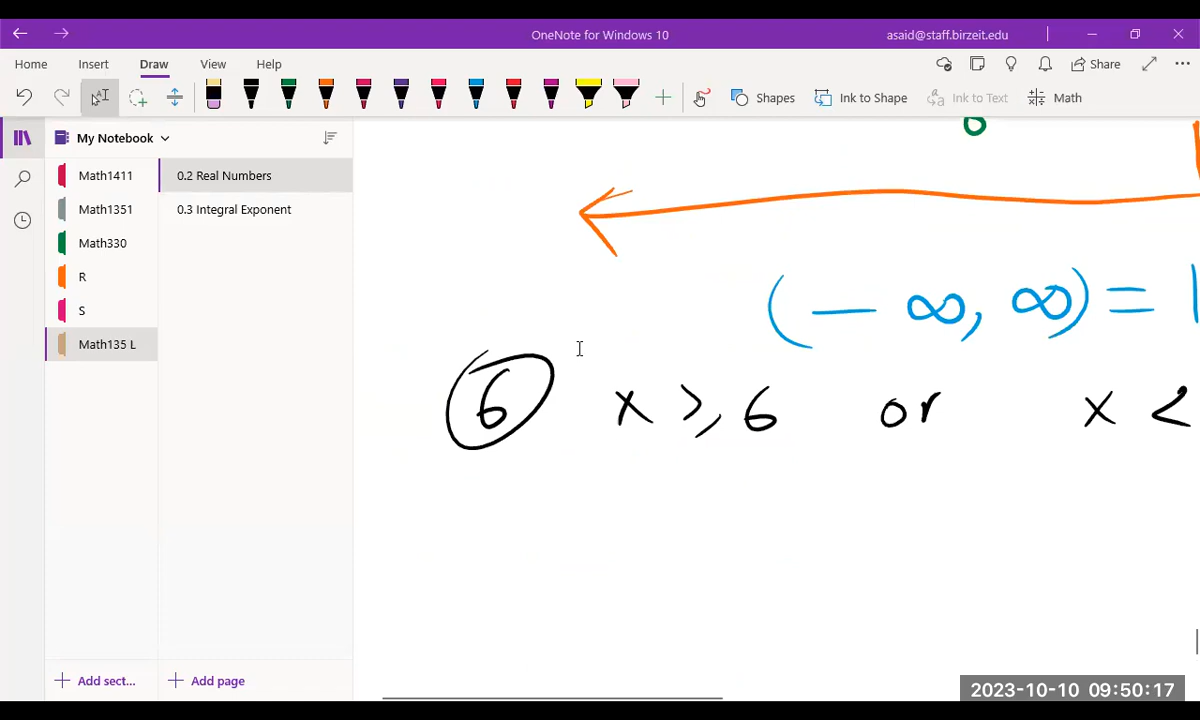 OneNote for Windows 10
asaid@staff.birzeit.edu
Home Insert Draw View Help
Share
Shapes Ink to Shape Ink to Text Math
My Notebook
Math1411
Math1351
Math330
R
S
Math135 L
0.2 Real Numbers
0.3 Integral Exponent
(− ∞, ∞) =
6 x ≥ 6 or x <
Add sect...
Add page
2023-10-10 09:50:17